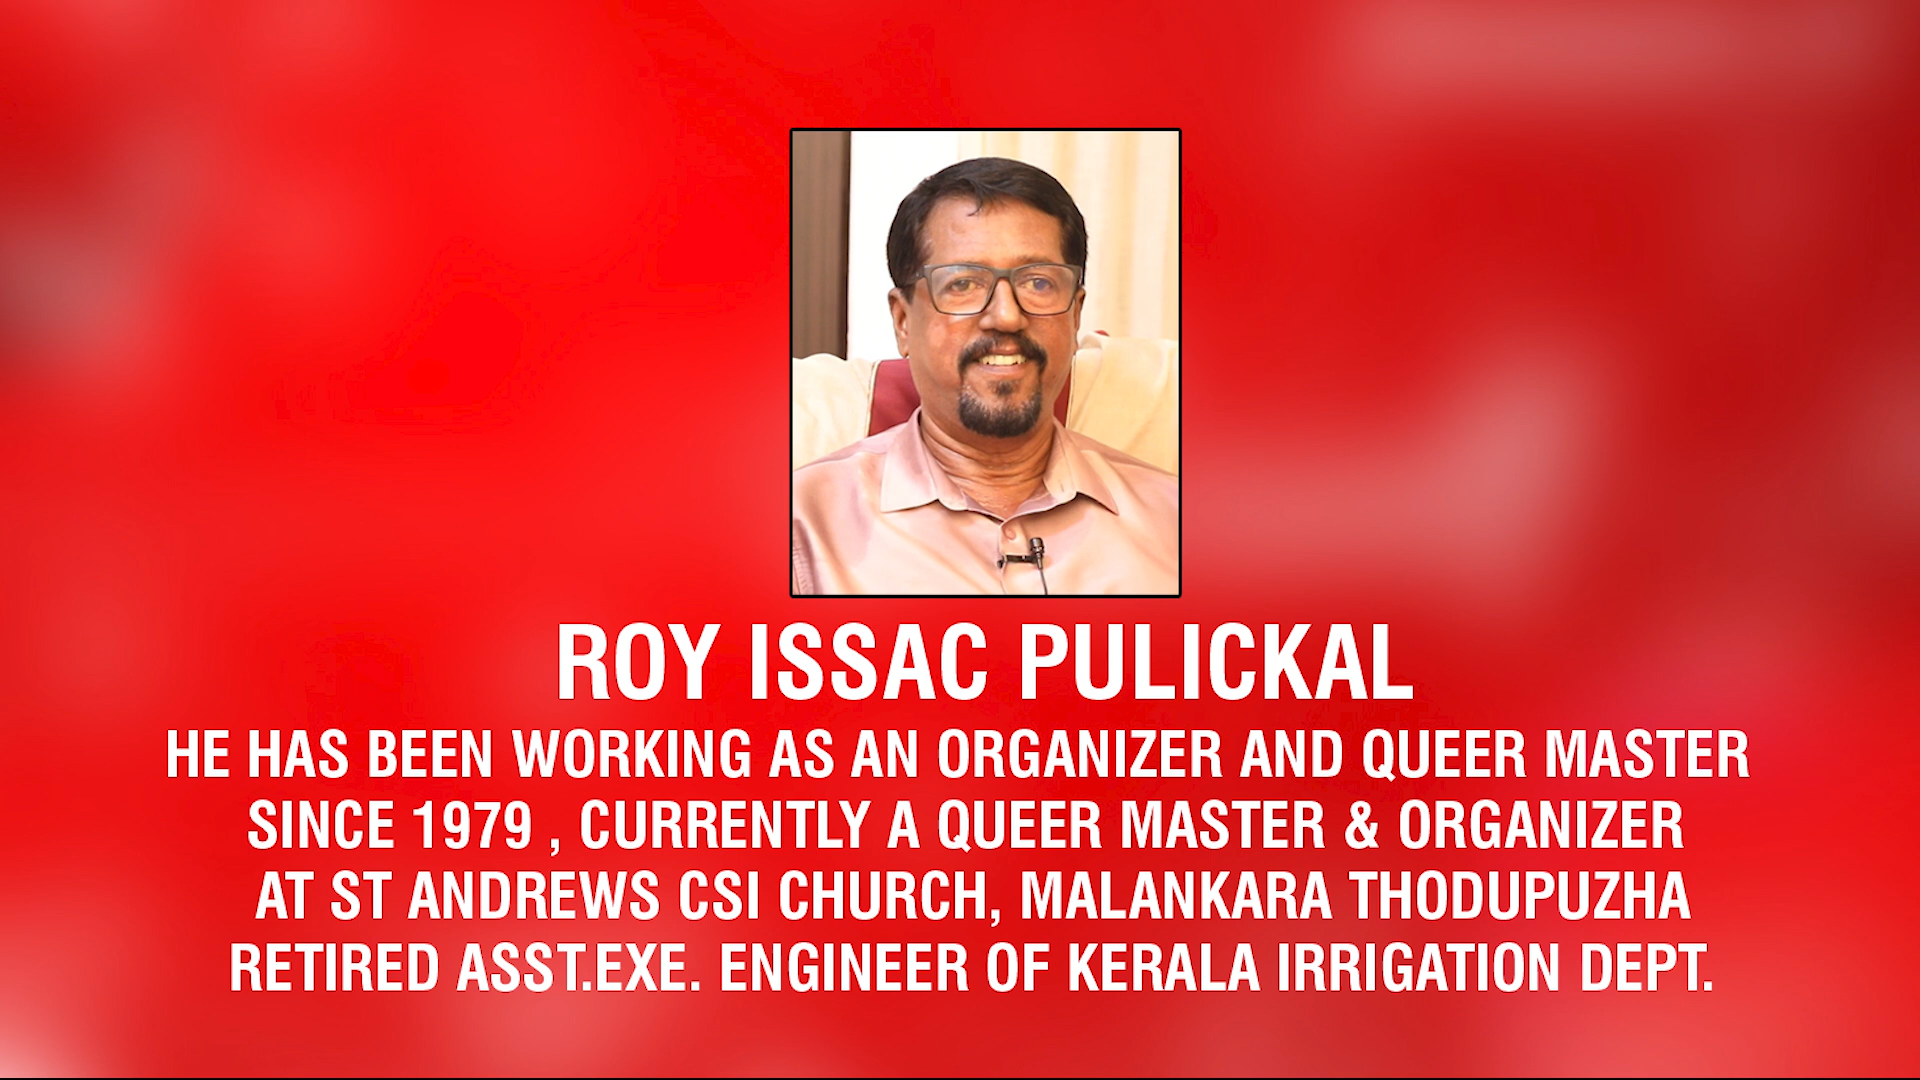 ROY ISSAC PULICKAL
HE HAS BEEN WORKING AS AN ORGANIZER AND QUEER MASTER
SINCE 1979 , CURRENTLY A QUEER MASTER & ORGANIZER
AT ST ANDREWS CSI CHURCH, MALANKARA THODUPUZHA
RETIRED ASST.EXE. ENGINEER OF KERALA IRRIGATION DEPT.